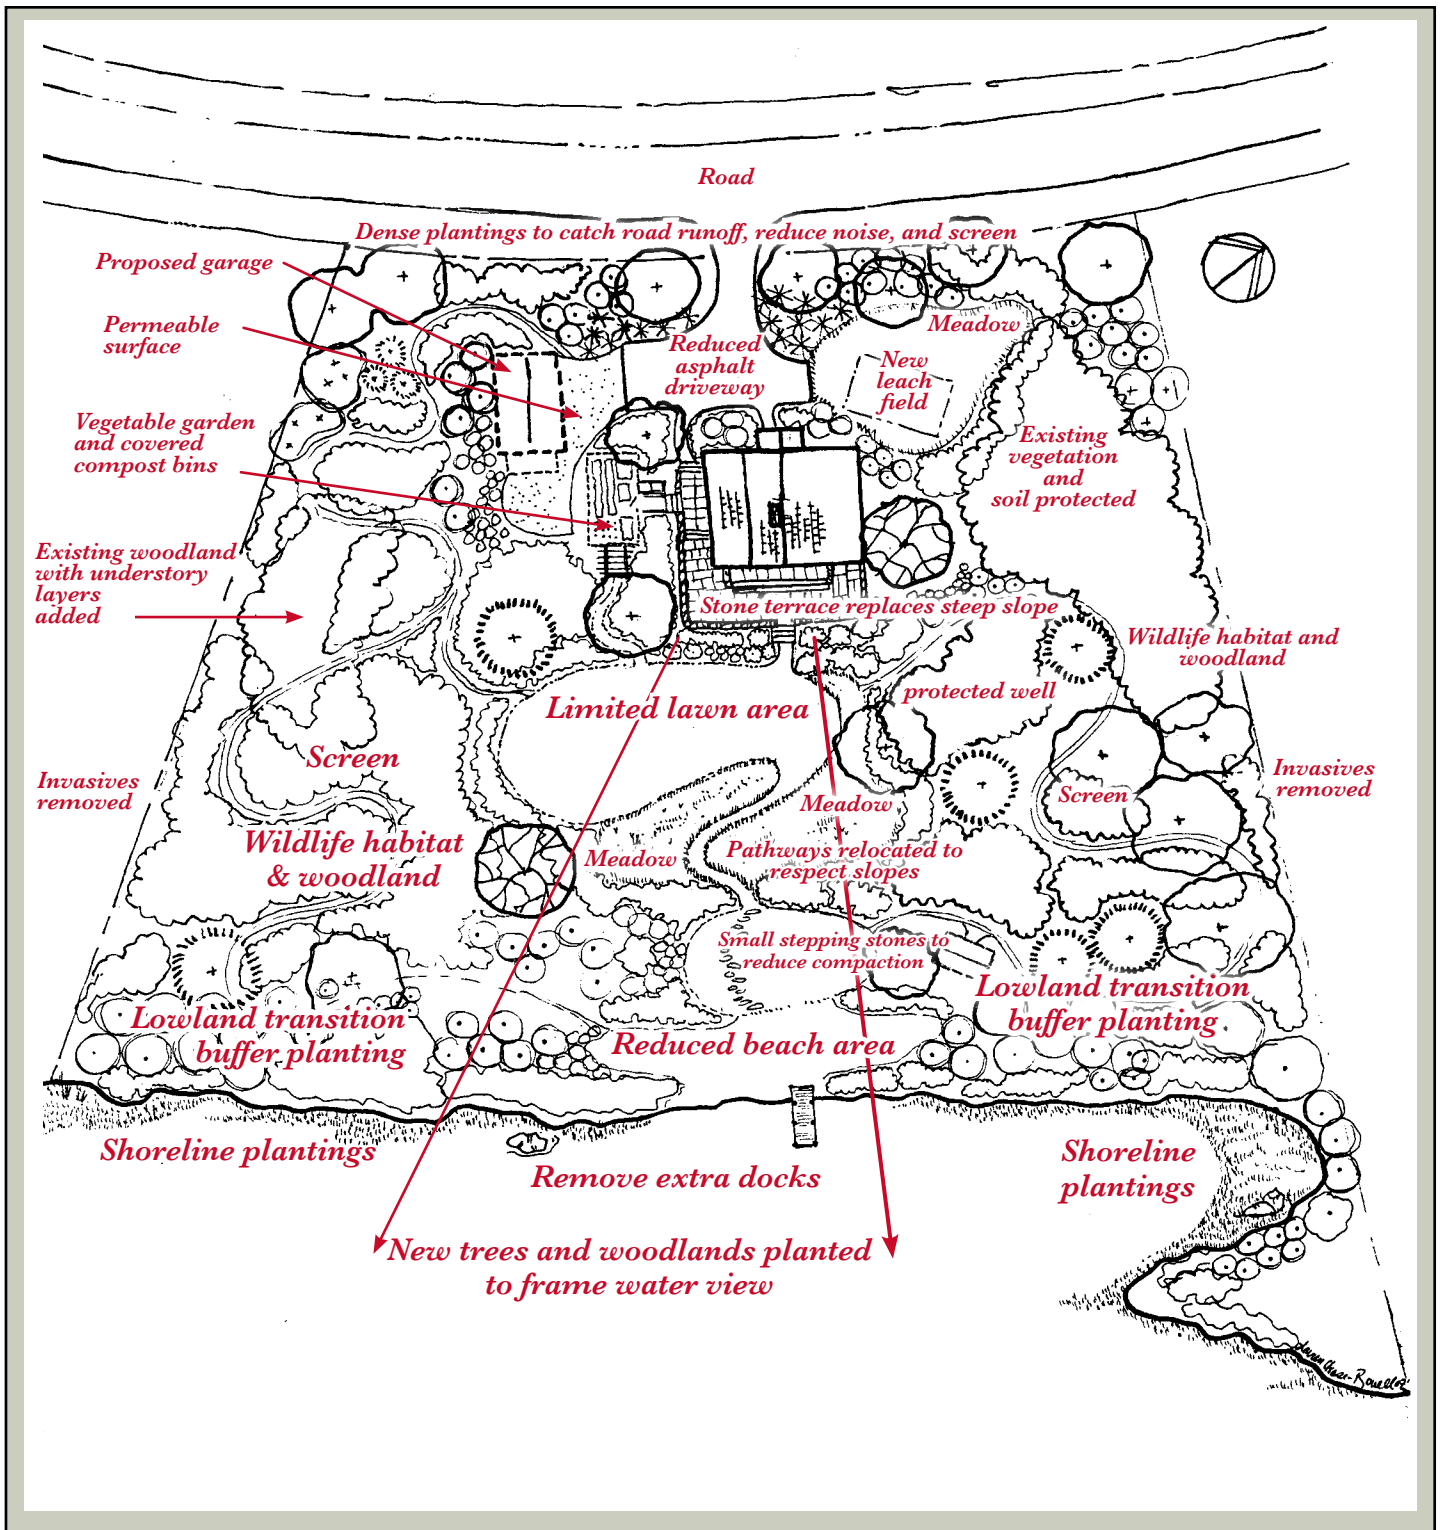 Road
Dense plantings to catch road runoff, reduce noise, and screen
Proposed garage
Permeable
surface
Meadow
Reduced
asphalt
driveway
New
leach
field
Vegetable garden
and covered
compost bins
Existing
vegetation
and
soil protected
Existing woodland
with understory
layers
added
Stone terrace replaces steep slope
Wildlife habitat and
woodland
protected well
Limited lawn area
Screen
Invasives
removed
Meadow
Screen
Invasives
removed
Wildlife habitat
& woodland
Meadow
Pathways relocated to
respect slopes
Small stepping stones to
reduce compaction
Lowland transition
buffer planting
Lowland transition
buffer planting
Reduced beach area
Shoreline plantings
Remove extra docks
Shoreline
plantings
New trees and woodlands planted
to frame water view